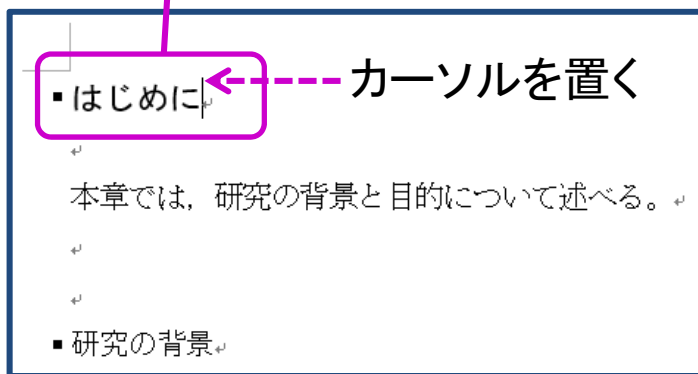 ▪はじめに↵
カーソルを置く
↵
本章では，研究の背景と目的について述べる。↵
↵
↵
▪研究の背景↵